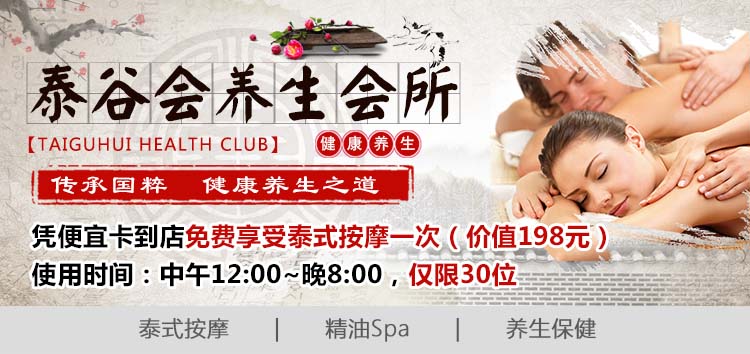 泰谷会养生会所
【TAIGUHUI HEALTH CLUB】 健康养生
传承国粹 健康养生之道
凭便宜卡到店免费享受泰式按摩一次（价值198元）
使用时间：中午12:00~晚8:00，仅限30位
泰式按摩 | 精油Spa | 养生保健